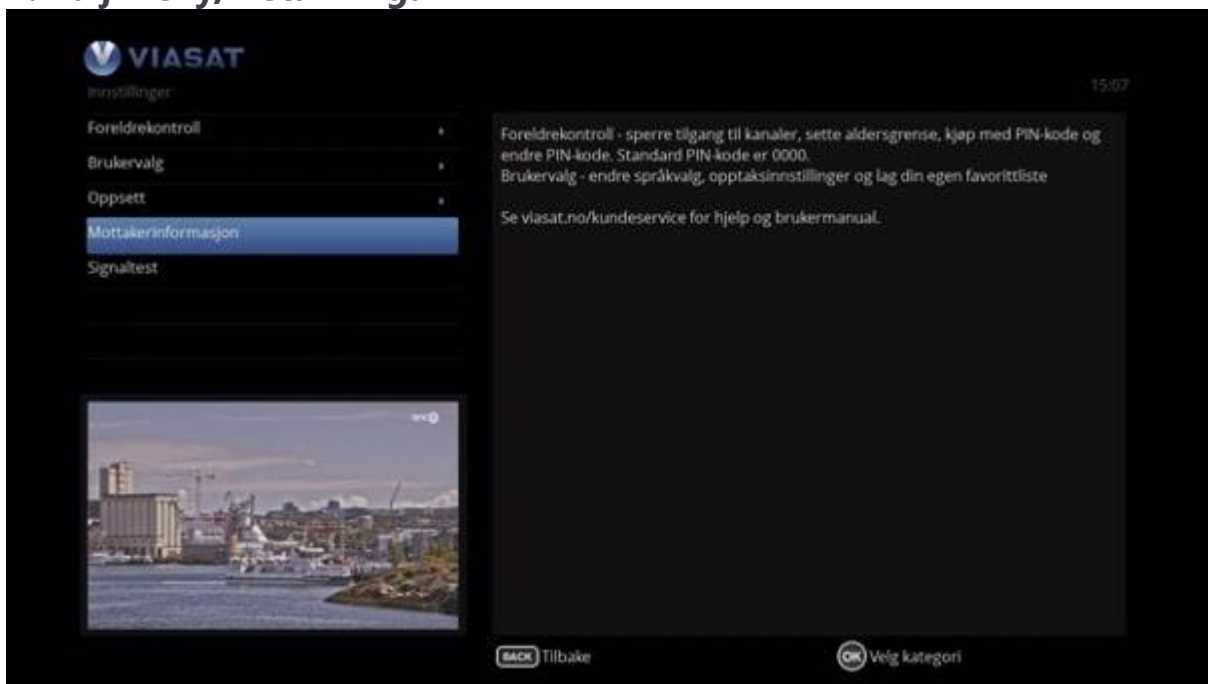 VIASAT
Innstillinger
15:07
Foreldrekontroll
Brukervalg
Oppsett
Mottakerinformasjon
Signaltest
Foreldrekontroll - sperre tilgang til kanaler, sette aldersgrense, kjøp med PIN-kode og
endre PIN-kode. Standard PIN-kode er 0000.
Brukervalg - endre språkvalg, opptaksinnstillinger og lag din egen favorittliste
Se viasat.no/kundeservice for hjelp og brukermanual.
BACK Tilbake
OK Velg kategori